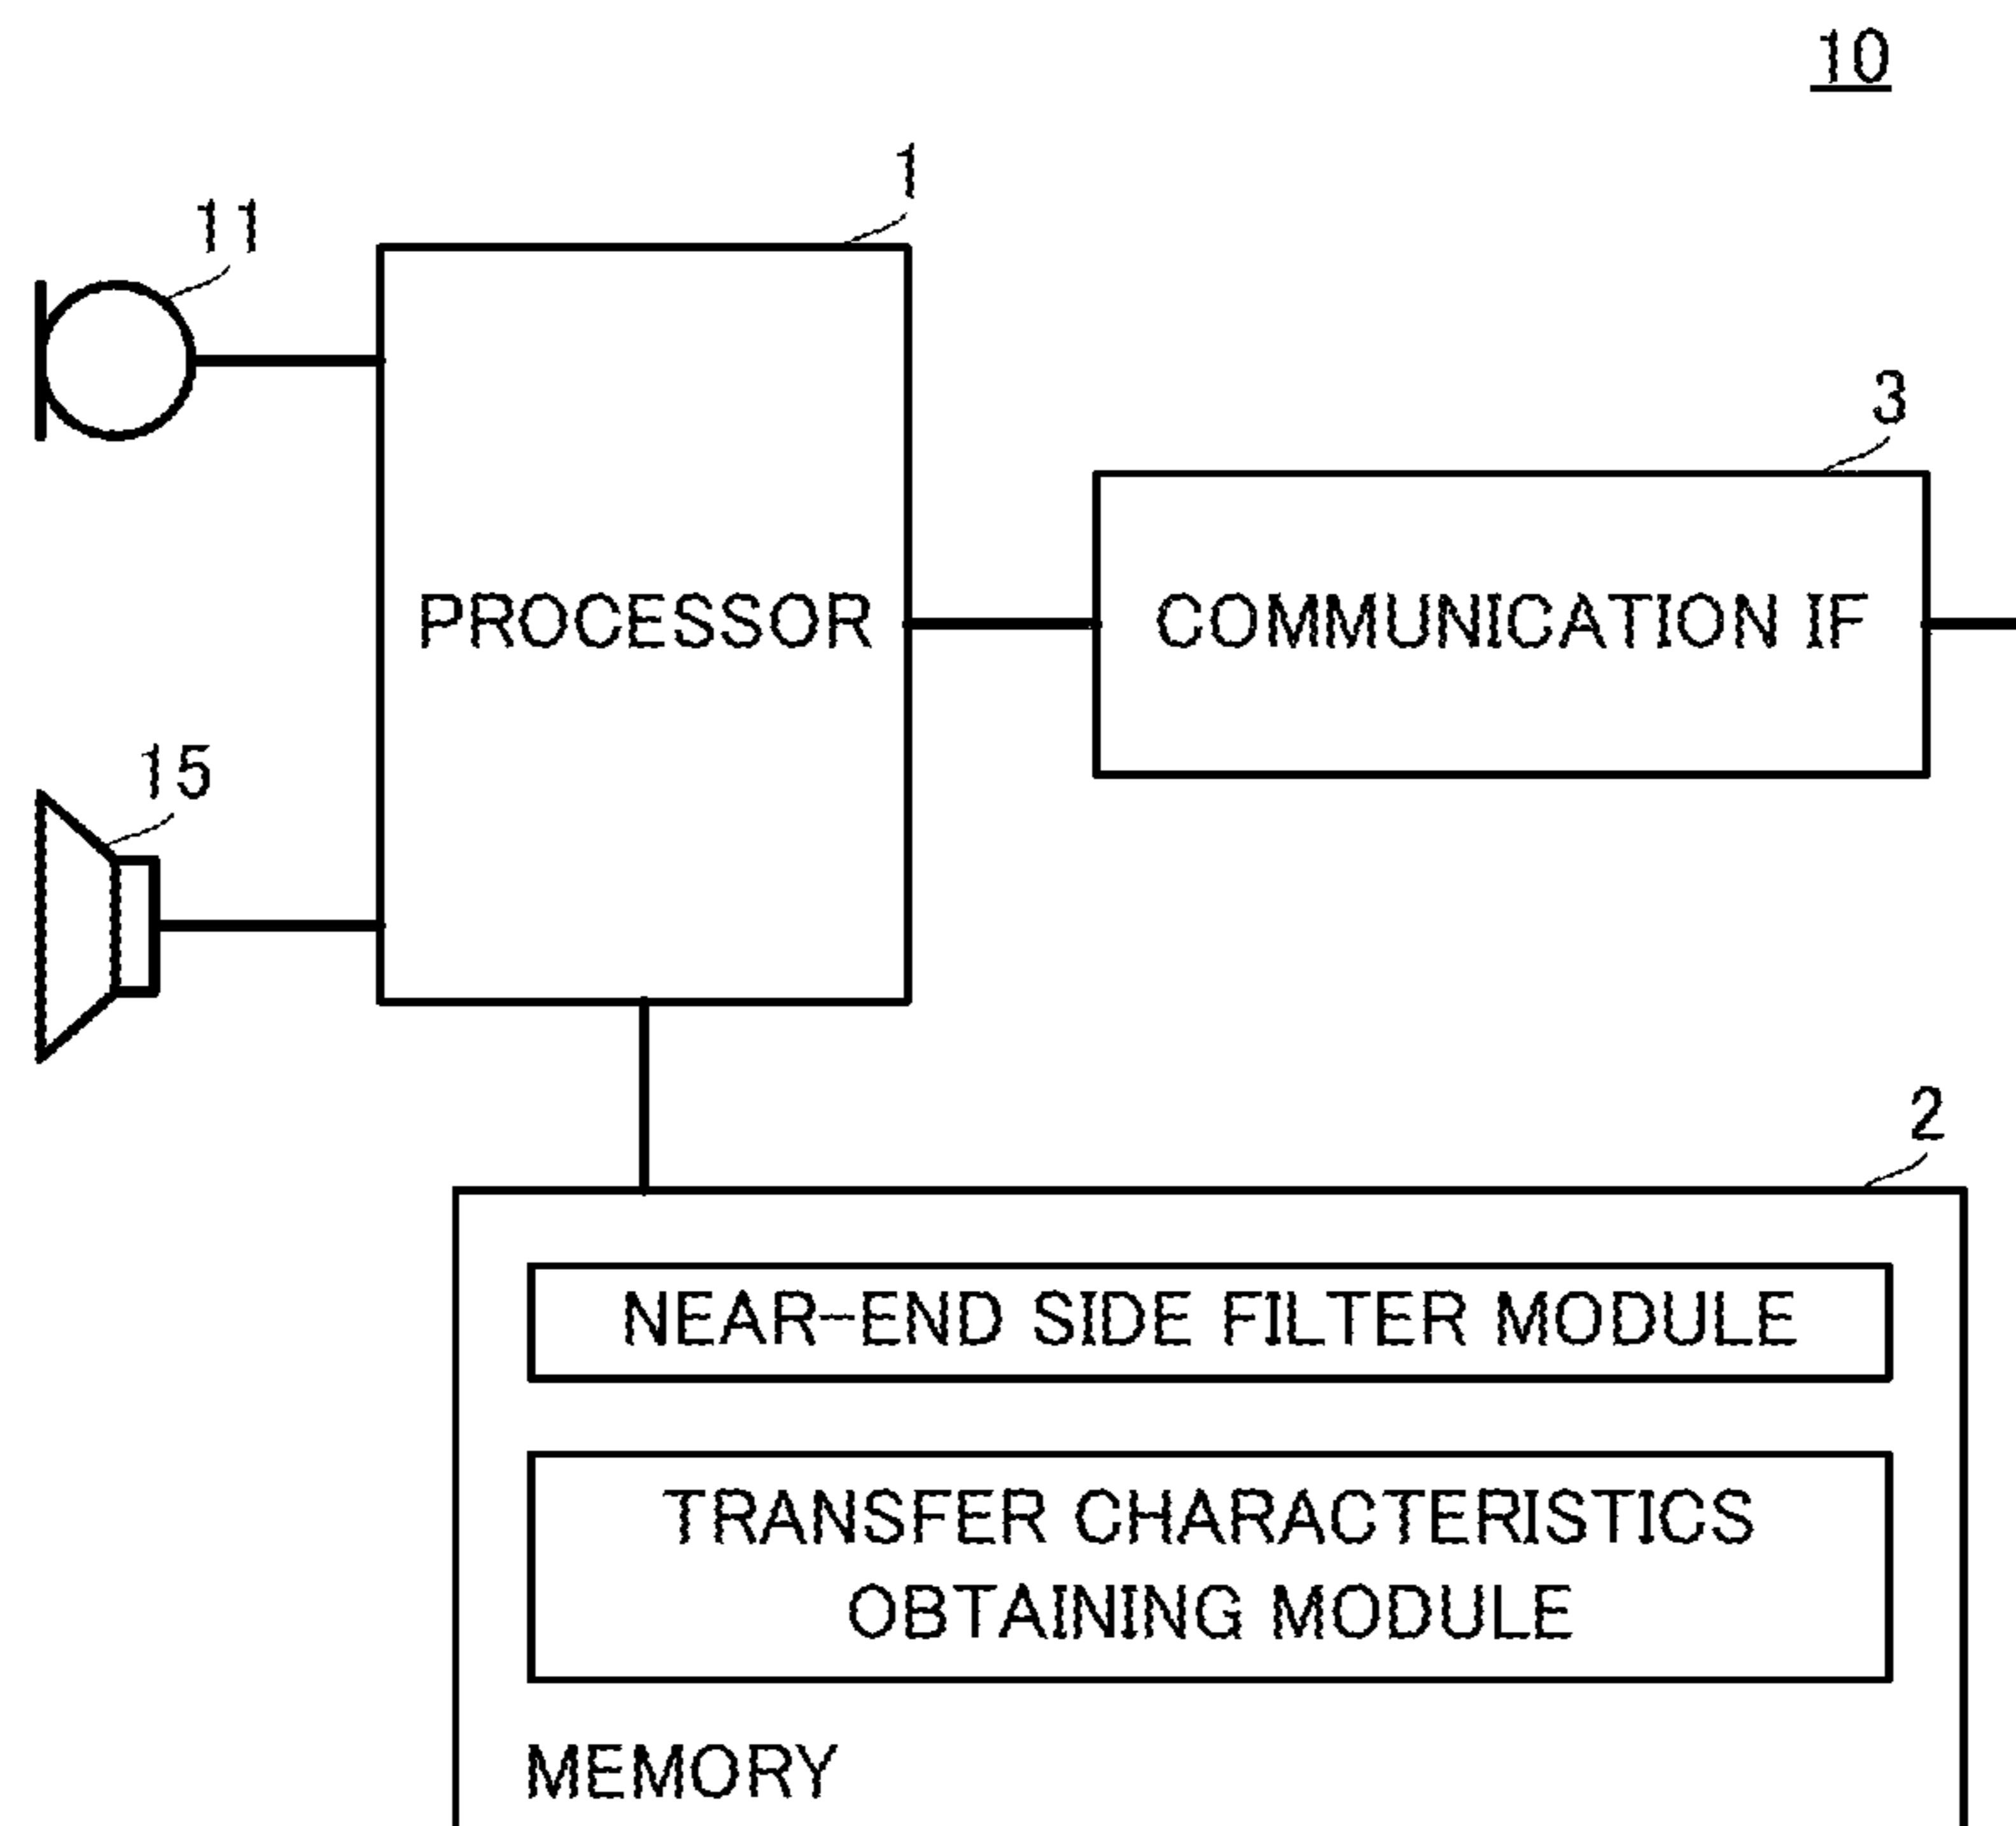 10
1
11
3
PROCESSOR
COMMUNICATION IF
15
2
NEAR-END SIDE FILTER MODULE
TRANSFER CHARACTERISTICS
OBTAINING MODULE
MEMORY